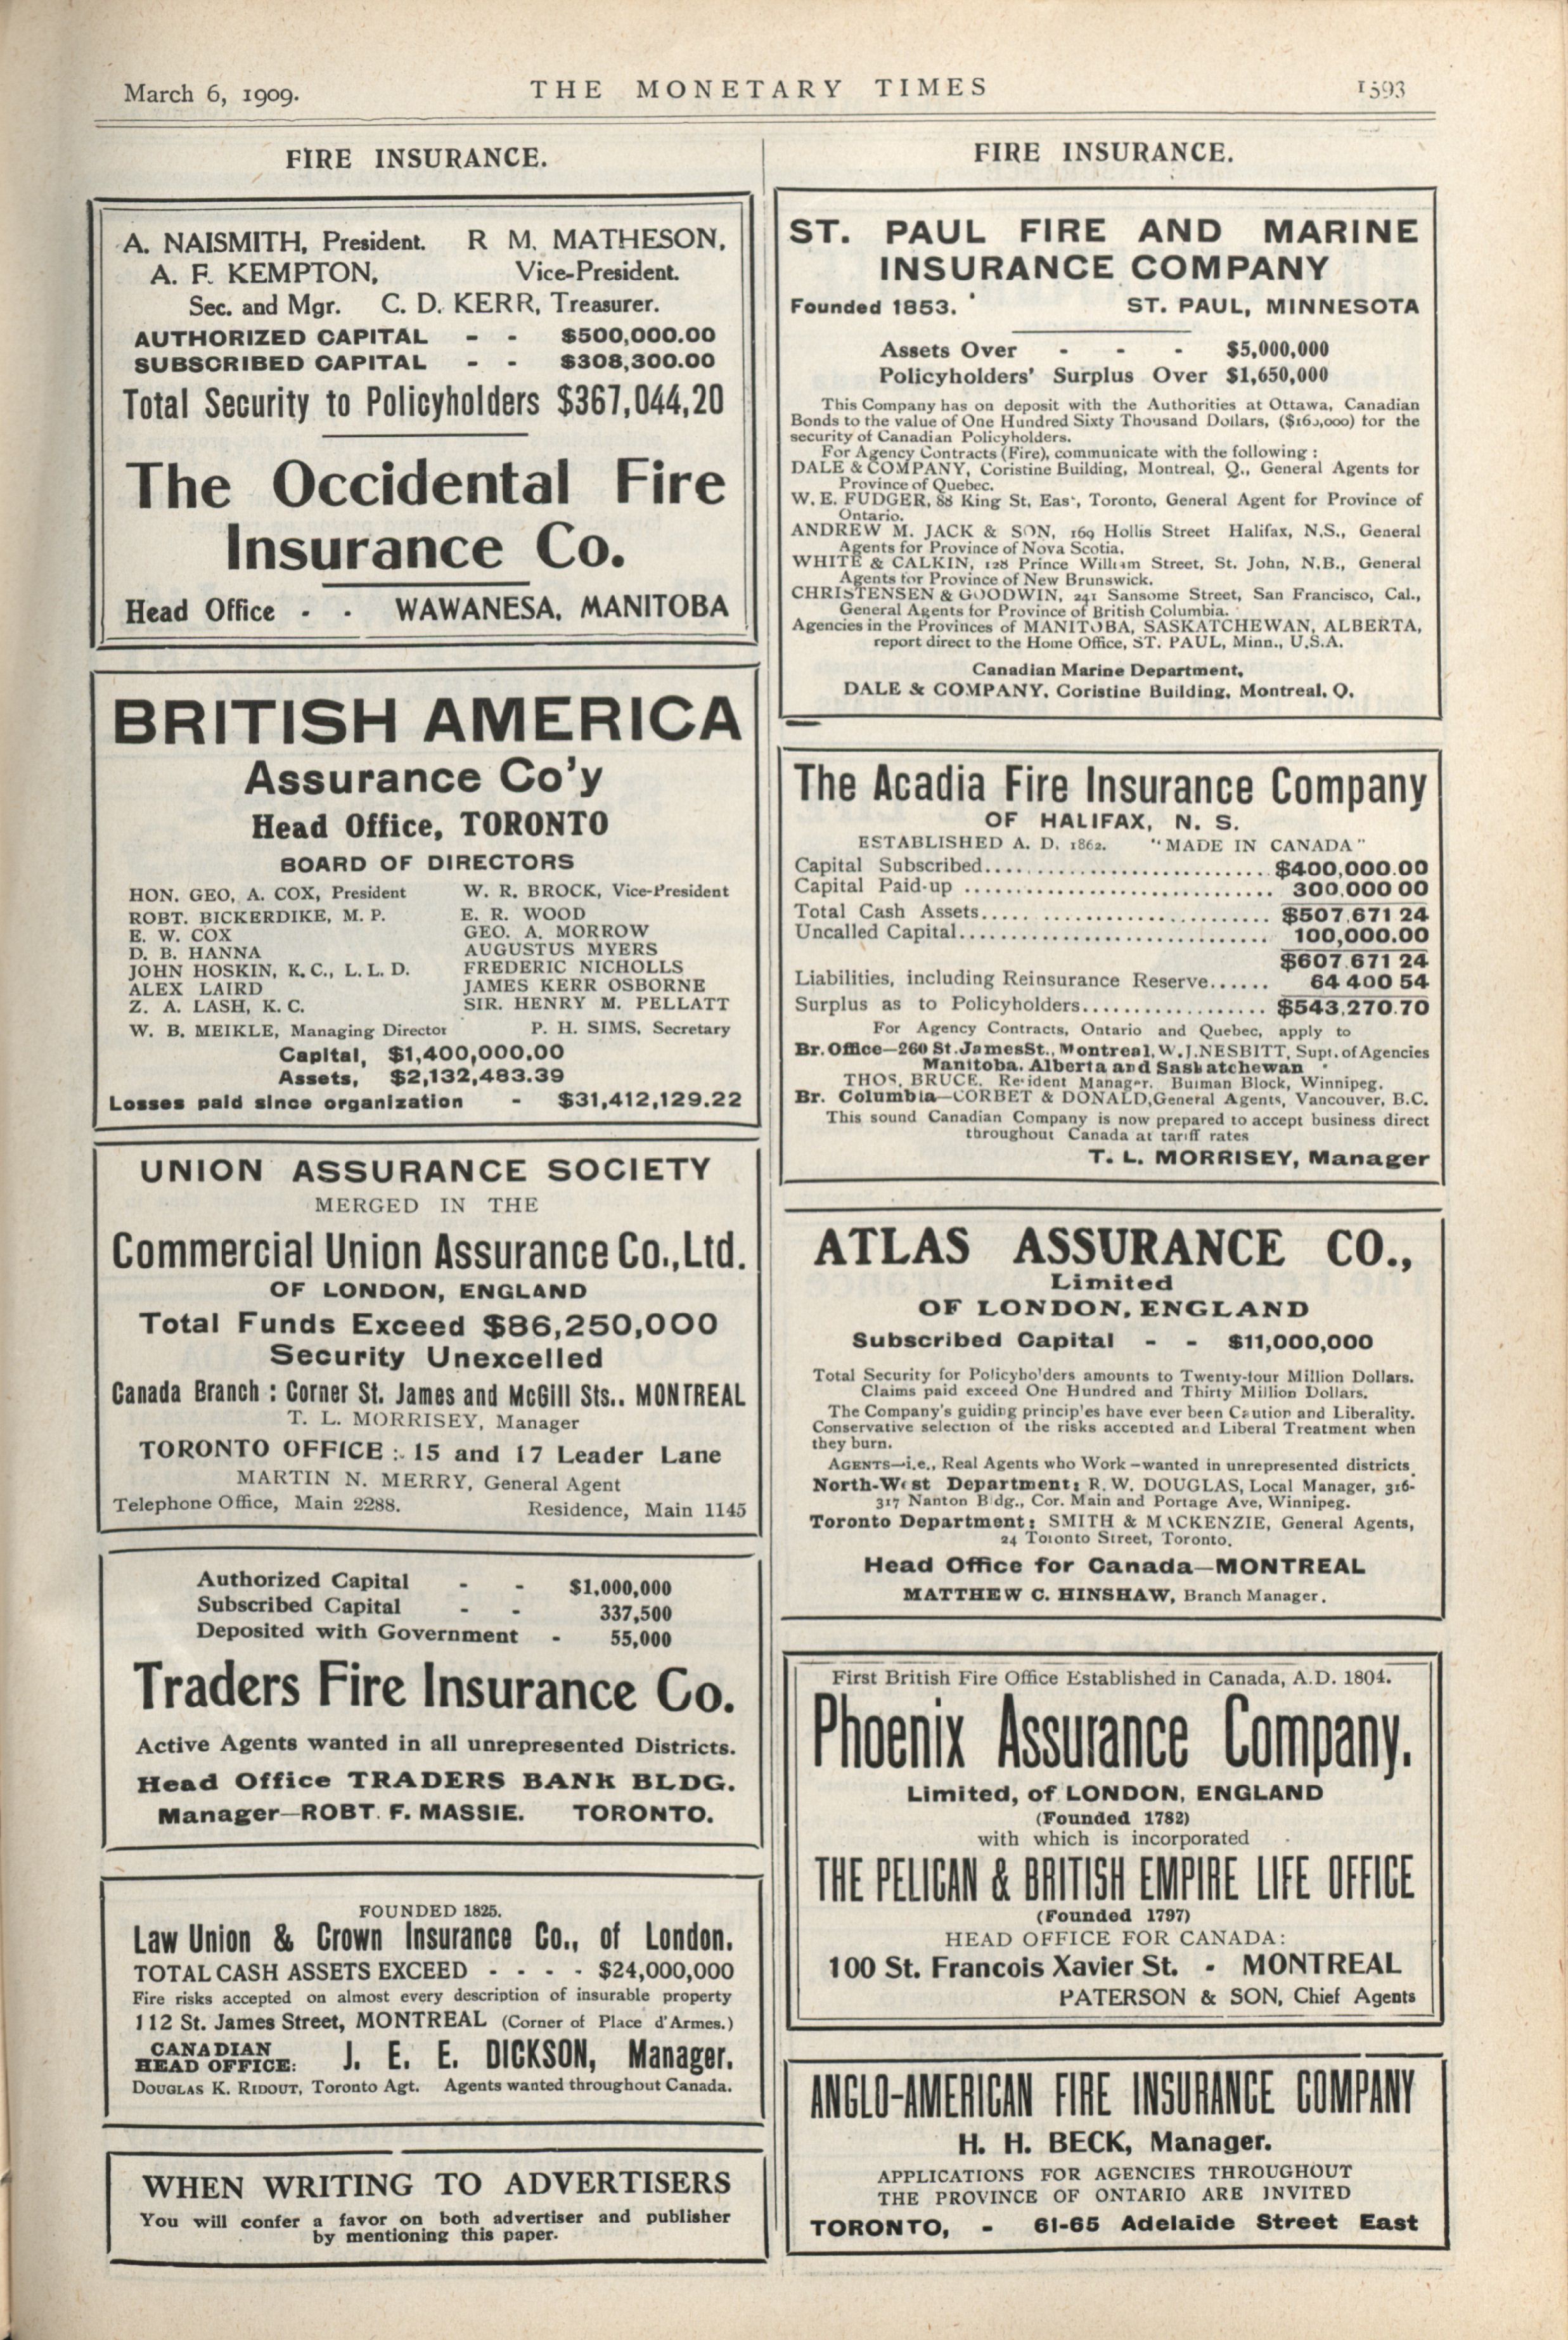 March 6, 1909.
THE MONETARY TIMES
1593
FIRE INSURANCE.
A. NAISMITH, President. R M. MATHESON,
A. F. KEMPTON, Vice-President.
Sec. and Mgr. C. D. KERR, Treasurer.
AUTHORIZED CAPITAL - - $500,000.00
SUBSCRIBED CAPITAL - - $308,300.00
Total Security to Policyholders $367,044.20
The Occidental Fire
Insurance Co.
Head Office - - WAWANESA, MANITOBA
BRITISH AMERICA
Assurance Co'y
Head Office, TORONTO
BOARD OF DIRECTORS
HON. GEO, A. COX, President W. R. BROCK, Vice-President
ROBT. BICKERDIKE, M. P. E. R. WOOD
E. W. COX GEO. A. MORROW
D. B. HANNA AUGUSTUS MYERS
JOHN HOSKIN, K. C., L. L. D. FREDERIC NICHOLLS
ALEX LAIRD JAMES KERR OSBORNE
Z. A. LASH, K. C. SIR. HENRY M. PELLATT
W. B. MEIKLE, Managing Director P. H. SIMS, Secretary
Capital, $1,400,000.00
Assets, $2,132,483.39
Losses paid since organization - $31,412,129.22
UNION ASSURANCE SOCIETY
MERGED IN THE
Commercial Union Assurance Co., Ltd.
OF LONDON, ENGLAND
Total Funds Exceed $86,250,000
Security Unexcelled
Canada Branch : Corner St. James and McGill Sts.. MONTREAL
T. L. MORRISEY, Manager
TORONTO OFFICE : 15 and 17 Leader Lane
MARTIN N. MERRY, General Agent
Telephone Office, Main 2288. Residence, Main 1145
Authorized Capital - - $1,000,000
Subscribed Capital - - 337,500
Deposited with Government - 55,000
Traders Fire Insurance Co.
Active Agents wanted in all unrepresented Districts.
Head Office TRADERS BANK BLDG.
Manager—ROBT. F. MASSIE. TORONTO.
FOUNDED 1825.
Law Union & Crown Insurance Co., of London.
TOTAL CASH ASSETS EXCEED - - - - $24,000,000
Fire risks accepted on almost every description of insurable property
112 St. James Street, MONTREAL (Corner of Place d'Armes.)
CANADIAN
HEAD OFFICE: J. E. E. DICKSON, Manager.
DOUGLAS K. RIDOUT, Toronto Agt. Agents wanted throughout Canada.
WHEN WRITING TO ADVERTISERS
You will confer a favor on both advertiser and publisher
by mentioning this paper.
FIRE INSURANCE.
ST. PAUL FIRE AND MARINE
INSURANCE COMPANY
Founded 1853. ST. PAUL, MINNESOTA
Assets Over - - - $5,000,000
Policyholders' Surplus Over $1,650,000
This Company has on deposit with the Authorities at Ottawa, Canadian
Bonds to the value of One Hundred Sixty Thousand Dollars, ($160,000) for the
security of Canadian Policyholders.
For Agency Contracts (Fire), communicate with the following :
DALE & COMPANY, Coristine Building, Montreal, Q., General Agents for
Province of Quebec.
W. E. FUDGER, 88 King St, East, Toronto, General Agent for Province of
Ontario.
ANDREW M. JACK & SON, 169 Hollis Street Halifax, N.S., General
Agents for Province of Nova Scotia.
WHITE & CALKIN, 128 Prince William Street, St. John, N.B., General
Agents for Province of New Brunswick.
CHRISTENSEN & GOODWIN, 241 Sansome Street, San Francisco, Cal.,
General Agents for Province of British Columbia.
Agencies in the Provinces of MANITOBA, SASKATCHEWAN, ALBERTA,
report direct to the Home Office, ST. PAUL, Minn., U.S.A.
Canadian Marine Department,
DALE & COMPANY, Coristine Building, Montreal, Q.
The Acadia Fire Insurance Company
OF HALIFAX, N. S.
ESTABLISHED A. D. 1862. "MADE IN CANADA"
Capital Subscribed.......... $400,000.00
Capital Paid-up .......... 300,000 00
Total Cash Assets.......... $507,671 24
Uncalled Capital.......... 100,000.00
$607,671 24
Liabilities, including Reinsurance Reserve...... 64 400 54
Surplus as to Policyholders.......... $543,270.70
For Agency Contracts, Ontario and Quebec, apply to
Br. Office—260 St. James St., Montreal, W. J. NESBITT, Supt. of Agencies
Manitoba, Alberta and Saskatchewan
THOS. BRUCE, Resident Manager, Bulman Block, Winnipeg.
Br. Columbia—CORBET & DONALD, General Agents, Vancouver, B.C.
This sound Canadian Company is now prepared to accept business direct
throughout Canada at tariff rates
T. L. MORRISEY, Manager
ATLAS ASSURANCE CO.,
Limited
OF LONDON, ENGLAND
Subscribed Capital - - $11,000,000
Total Security for Policyholders amounts to Twenty-four Million Dollars.
Claims paid exceed One Hundred and Thirty Million Dollars.
The Company's guiding principles have ever been Caution and Liberality.
Conservative selection of the risks accepted and Liberal Treatment when
they burn.
AGENTS—i.e., Real Agents who Work—wanted in unrepresented districts
North-West Department: R. W. DOUGLAS, Local Manager, 316-
317 Nanton Bldg., Cor. Main and Portage Ave, Winnipeg.
Toronto Department: SMITH & MACKENZIE, General Agents,
24 Toronto Street, Toronto.
Head Office for Canada—MONTREAL
MATTHEW C. HINSHAW, Branch Manager.
First British Fire Office Established in Canada, A.D. 1804.
Phoenix Assurance Company.
Limited, of LONDON, ENGLAND
(Founded 1782)
with which is incorporated
THE PELICAN & BRITISH EMPIRE LIFE OFFICE
(Founded 1797)
HEAD OFFICE FOR CANADA:
100 St. Francois Xavier St. - MONTREAL
PATERSON & SON, Chief Agents
ANGLO-AMERICAN FIRE INSURANCE COMPANY
H. H. BECK, Manager.
APPLICATIONS FOR AGENCIES THROUGHOUT
THE PROVINCE OF ONTARIO ARE INVITED
TORONTO, - 61-65 Adelaide Street East